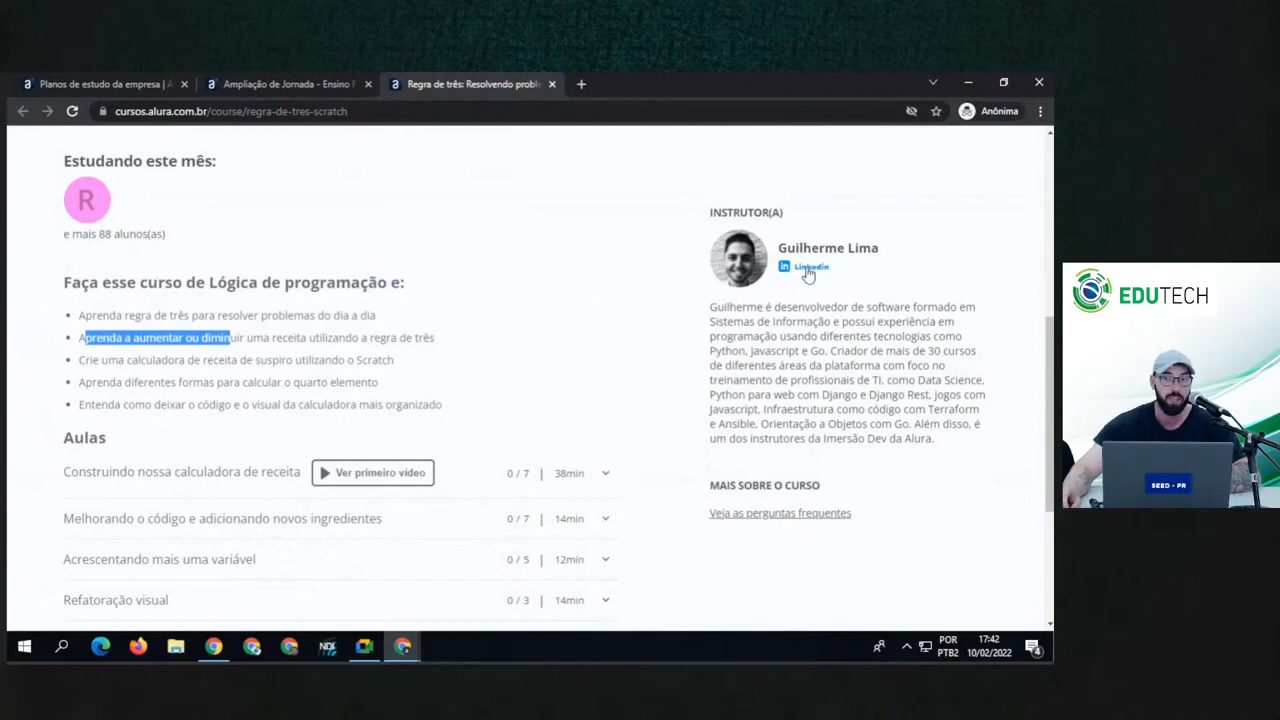 Planos de estudo da empresa | A
Ampliação de Jornada - Ensino F
Regra de três: Resolvendo proble
cursos.alura.com.br/course/regra-de-tres-scratch
Anônima
Estudando este mês:
R
e mais 88 alunos(as)
Faça esse curso de Lógica de programação e:
Aprenda regra de três para resolver problemas do dia a dia
Aprenda a aumentar ou diminuir uma receita utilizando a regra de três
Crie uma calculadora de receita de suspiro utilizando o Scratch
Aprenda diferentes formas para calcular o quarto elemento
Entenda como deixar o código e o visual da calculadora mais organizado
Aulas
Construindo nossa calculadora de receita
Ver primeiro vídeo
0 / 7 | 38min
Melhorando o código e adicionando novos ingredientes
0 / 7 | 14min
Acrescentando mais uma variável
0 / 5 | 12min
Refatoração visual
0 / 3 | 14min
INSTRUTOR(A)
Guilherme Lima
in Linkedin
Guilherme é desenvolvedor de software formado em
Sistemas de Informação e possui experiência em
programação usando diferentes tecnologias como
Python, Javascript e Go. Criador de mais de 30 cursos
de diferentes áreas da plataforma com foco no
treinamento de profissionais de TI, como Data Science,
Python para web com Django e Django Rest, jogos com
Javascript, Infraestrutura como código com Terraform
e Ansible, Orientação a Objetos com Go. Além disso, é
um dos instrutores da Imersão Dev da Alura.
MAIS SOBRE O CURSO
Veja as perguntas frequentes
EDUTECH
SEED - PR
NDI
POR
PTB2
17:42
10/02/2022
4